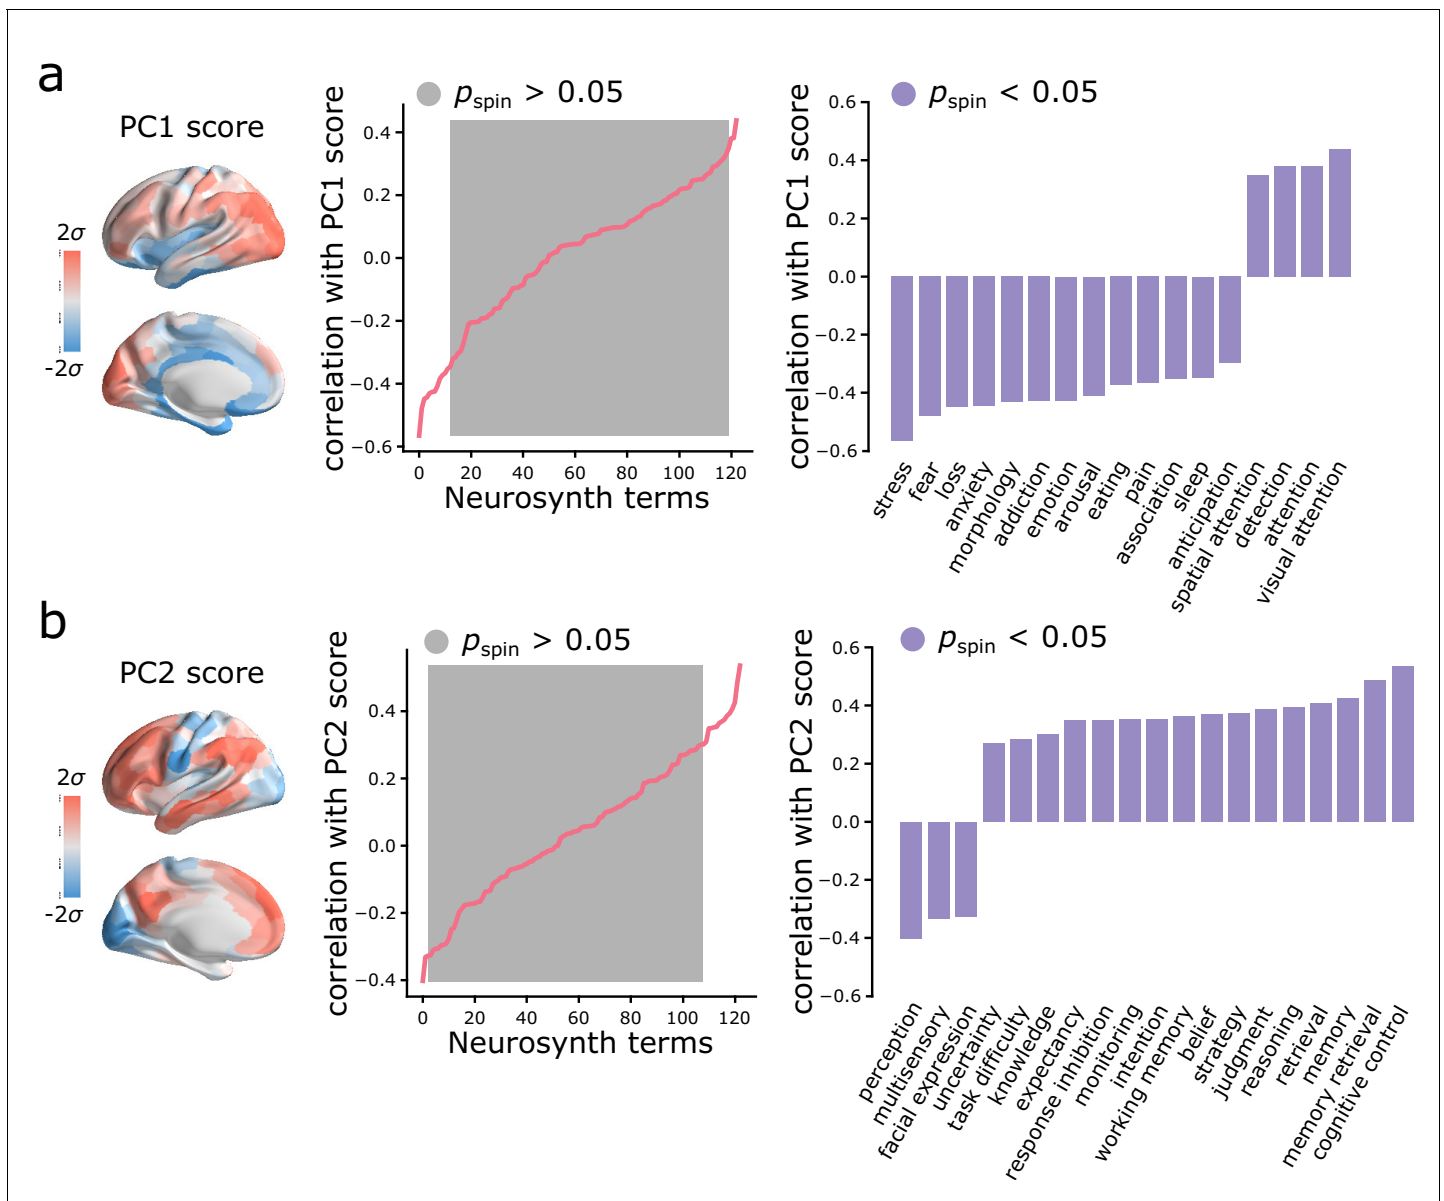 a
PC1 score
2σ
-2σ
correlation with PC1 score
0.4
0.2
0.0
−0.2
−0.4
−0.6
0 20 40 60 80 100 120
Neurosynth terms
pspin > 0.05
correlation with PC1 score
0.6
0.4
0.2
0.0
−0.2
−0.4
−0.6
pspin < 0.05
stress
fear
loss
anxiety
morphology
addiction
emotion
arousal
eating
pain
association
sleep
anticipation
spatial attention
detection
attention
visual attention
b
PC2 score
2σ
-2σ
correlation with PC2 score
0.4
0.2
0.0
−0.2
−0.4
0 20 40 60 80 100 120
Neurosynth terms
pspin > 0.05
correlation with PC2 score
0.6
0.4
0.2
0.0
−0.2
−0.4
−0.6
pspin < 0.05
perception
multisensory
facial expression
uncertainty
task difficulty
knowledge
expectancy
response inhibition
monitoring
intention
working memory
belief
strategy
judgment
reasoning
retrieval
memory
memory retrieval
cognitive control